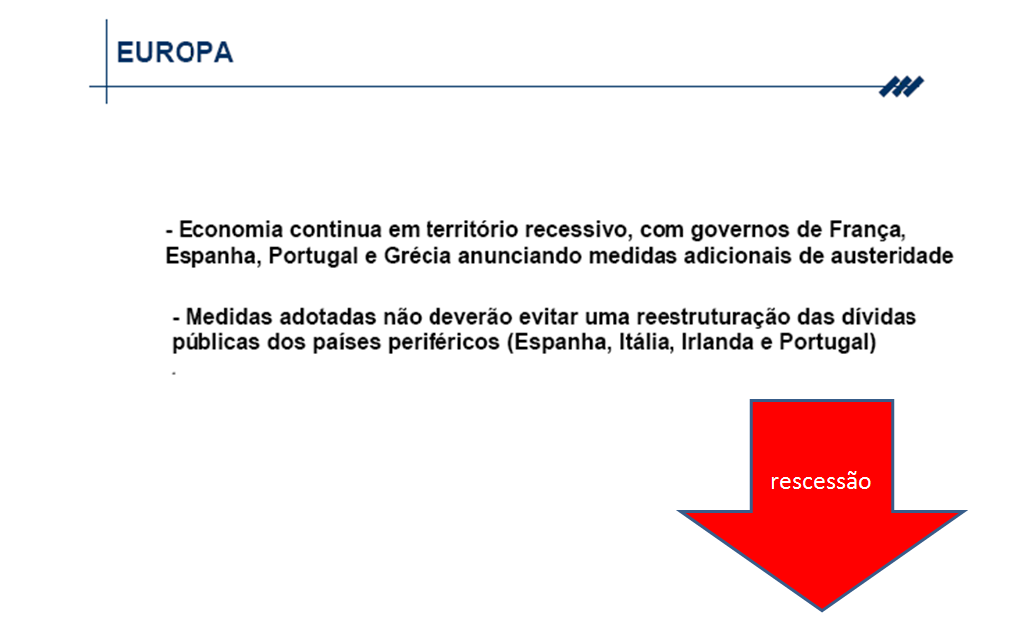 EUROPA
- Economia continua em território recessivo, com governos de França,
Espanha, Portugal e Grécia anunciando medidas adicionais de austeridade
- Medidas adotadas não deverão evitar uma reestruturação das dívidas
públicas dos países periféricos (Espanha, Itália, Irlanda e Portugal)
.
rescessão